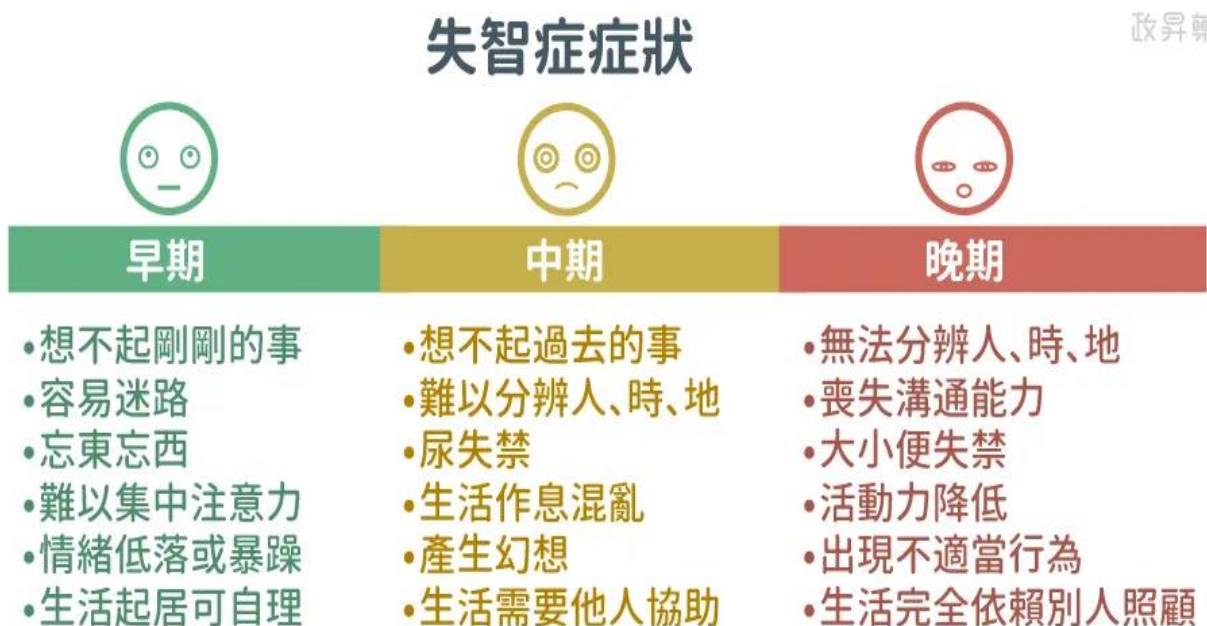 失智症症狀
政昇藥
早期
•想不起剛剛的事
•容易迷路
•忘東忘西
•難以集中注意力
•情緒低落或暴躁
•生活起居可自理
中期
•想不起過去的事
•難以分辨人、時、地
•尿失禁
•生活作息混亂
•產生幻想
•生活需要他人協助
晚期
•無法分辨人、時、地
•喪失溝通能力
•大小便失禁
•活動力降低
•出現不適當行為
•生活完全依賴別人照顧